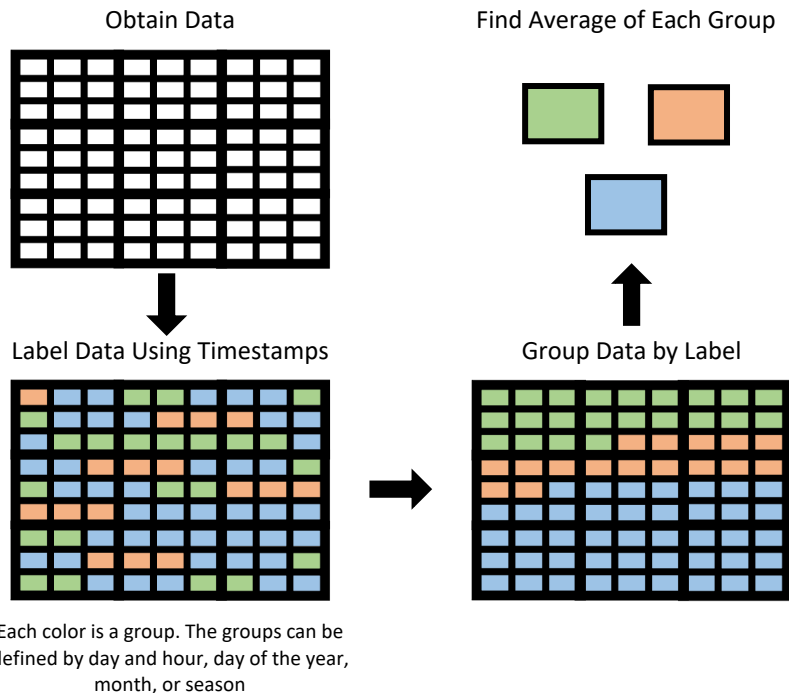 Obtain Data
Find Average of Each Group
Label Data Using Timestamps
Group Data by Label
Each color is a group. The groups can be
defined by day and hour, day of the year,
month, or season